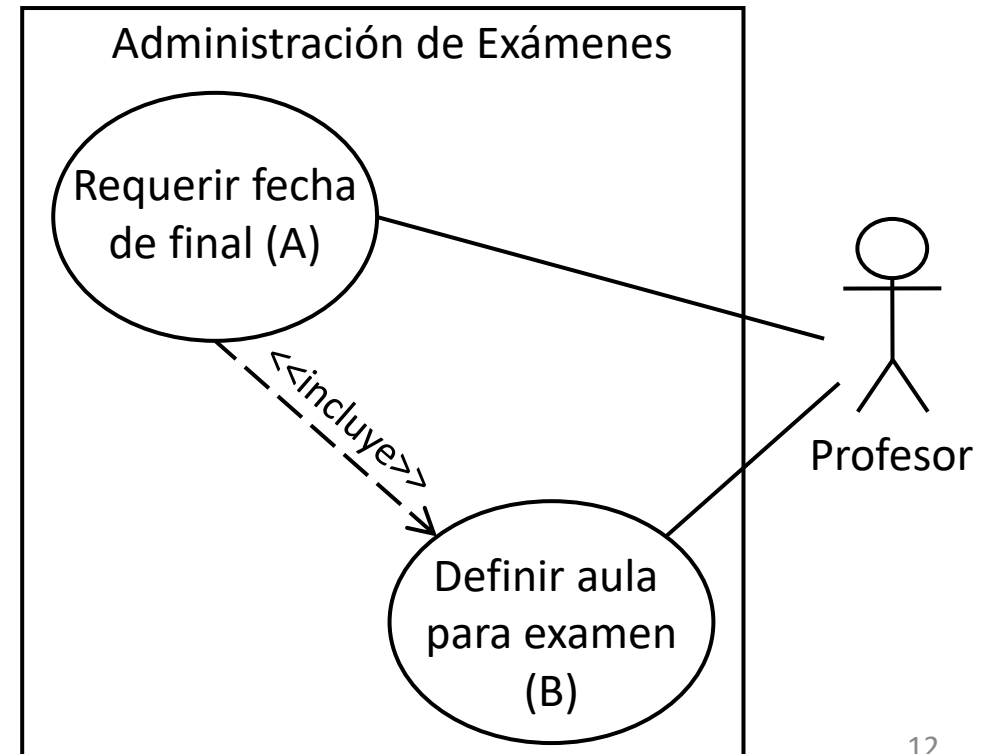 Administración de Exámenes
Requerir fecha
de final (A)
<<incluye>>
Profesor
Definir aula
para examen
(B)
12